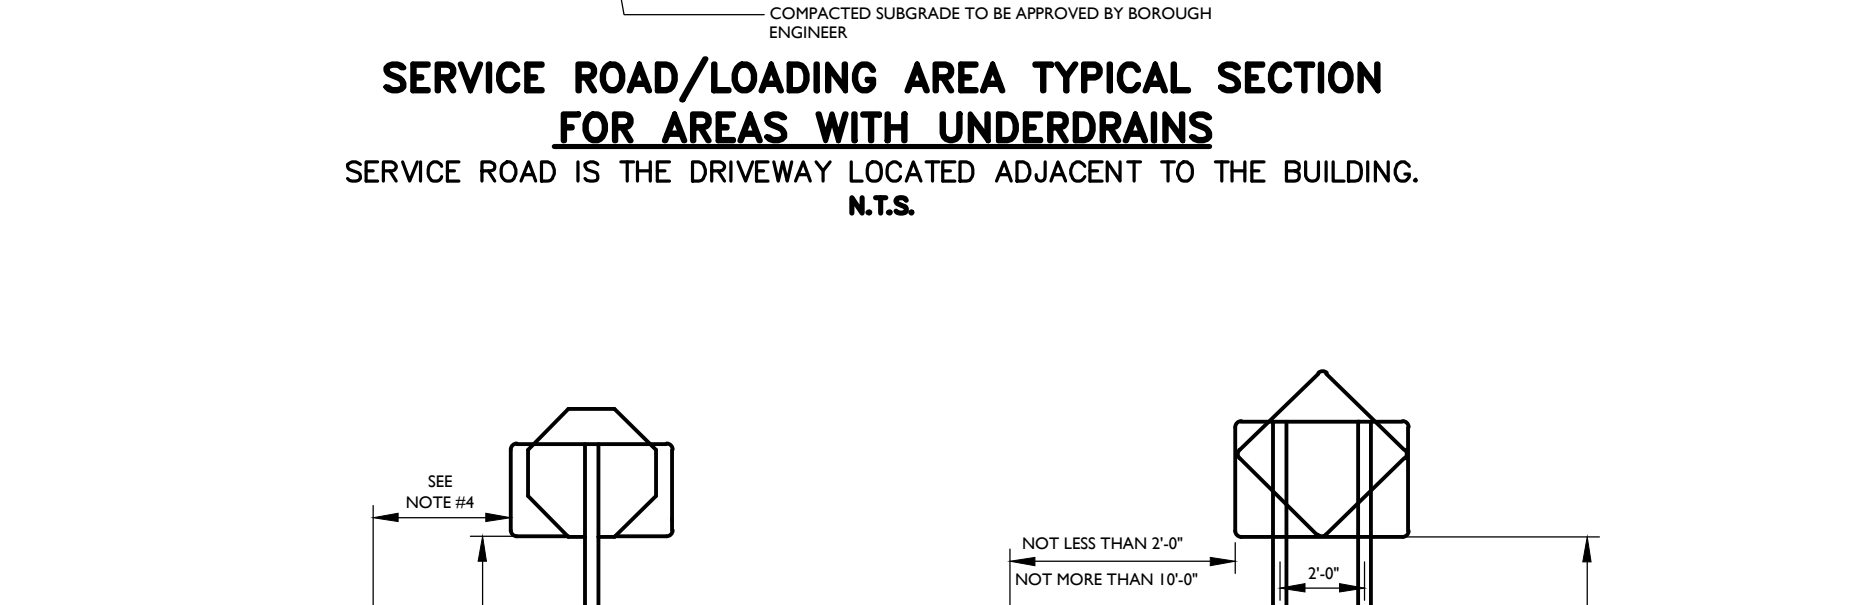 COMPACTED SUBGRADE TO BE APPROVED BY BOROUGH
ENGINEER
SERVICE ROAD/LOADING AREA TYPICAL SECTION
FOR AREAS WITH UNDERDRAINS
SERVICE ROAD IS THE DRIVEWAY LOCATED ADJACENT TO THE BUILDING.
N.T.S.
SEE
NOTE #4
NOT LESS THAN 2'-0"
NOT MORE THAN 10'-0"
2'-0"